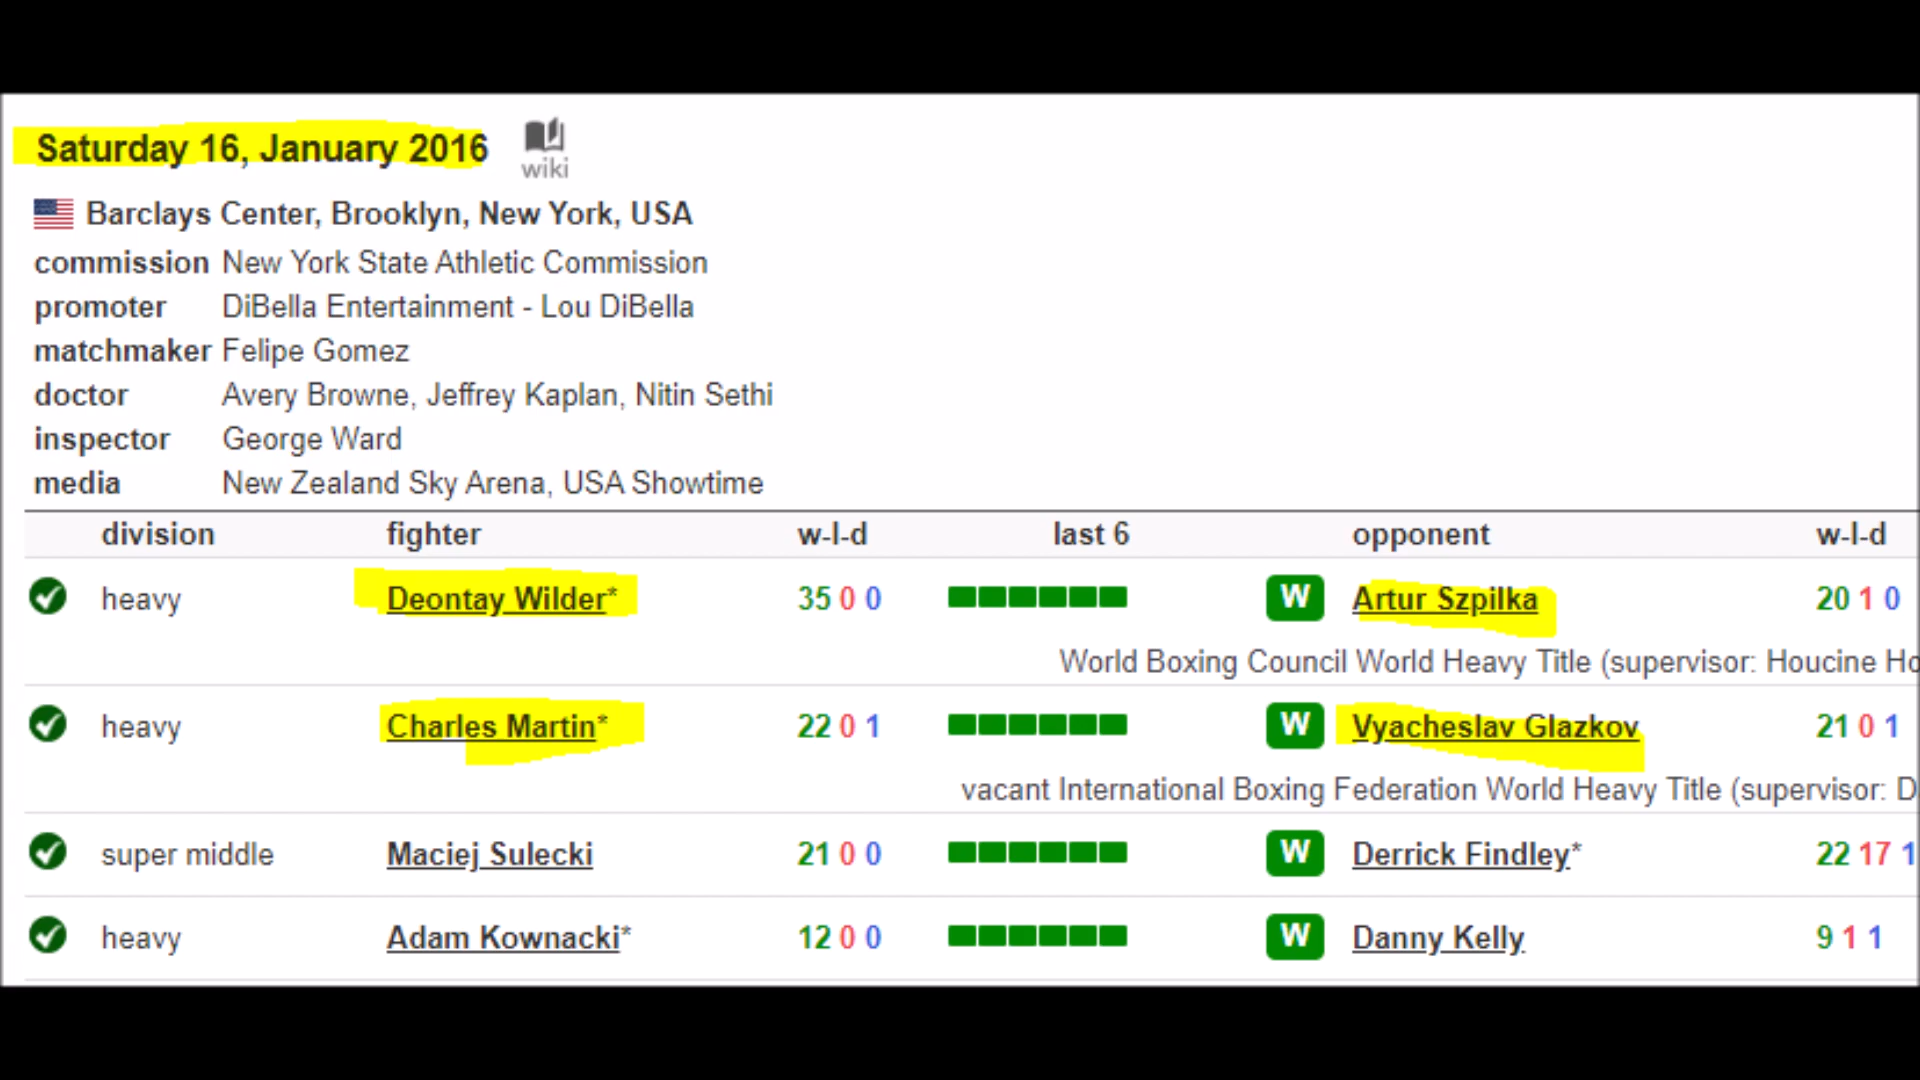 Saturday 16, January 2016
wiki
Barclays Center, Brooklyn, New York, USA
commission New York State Athletic Commission
promoter DiBella Entertainment - Lou DiBella
matchmaker Felipe Gomez
doctor Avery Browne, Jeffrey Kaplan, Nitin Sethi
inspector George Ward
media New Zealand Sky Arena, USA Showtime
division fighter w-l-d last 6 opponent w-l-d
heavy Deontay Wilder* 35 0 0 W Artur Szpilka 20 1 0
World Boxing Council World Heavy Title (supervisor: Houcine Ho
heavy Charles Martin* 22 0 1 W Vyacheslav Glazkov 21 0 1
vacant International Boxing Federation World Heavy Title (supervisor: D
super middle Maciej Sulecki 21 0 0 W Derrick Findley* 22 17 1
heavy Adam Kownacki* 12 0 0 W Danny Kelly 9 1 1